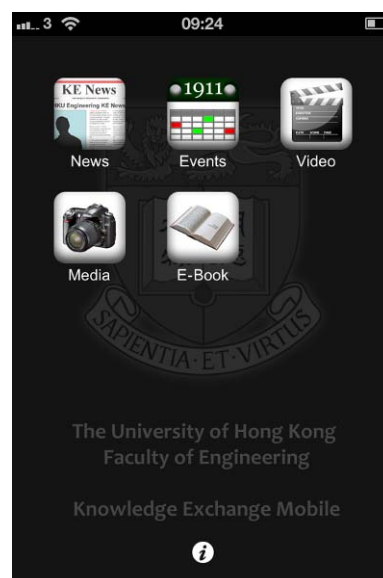 3 09:24
KE News
HKU Engineering KE News
1911
News Events Video
Media E-Book
SAPIENTIA·ET·VIRTUS
The University of Hong Kong
Faculty of Engineering
Knowledge Exchange Mobile
i